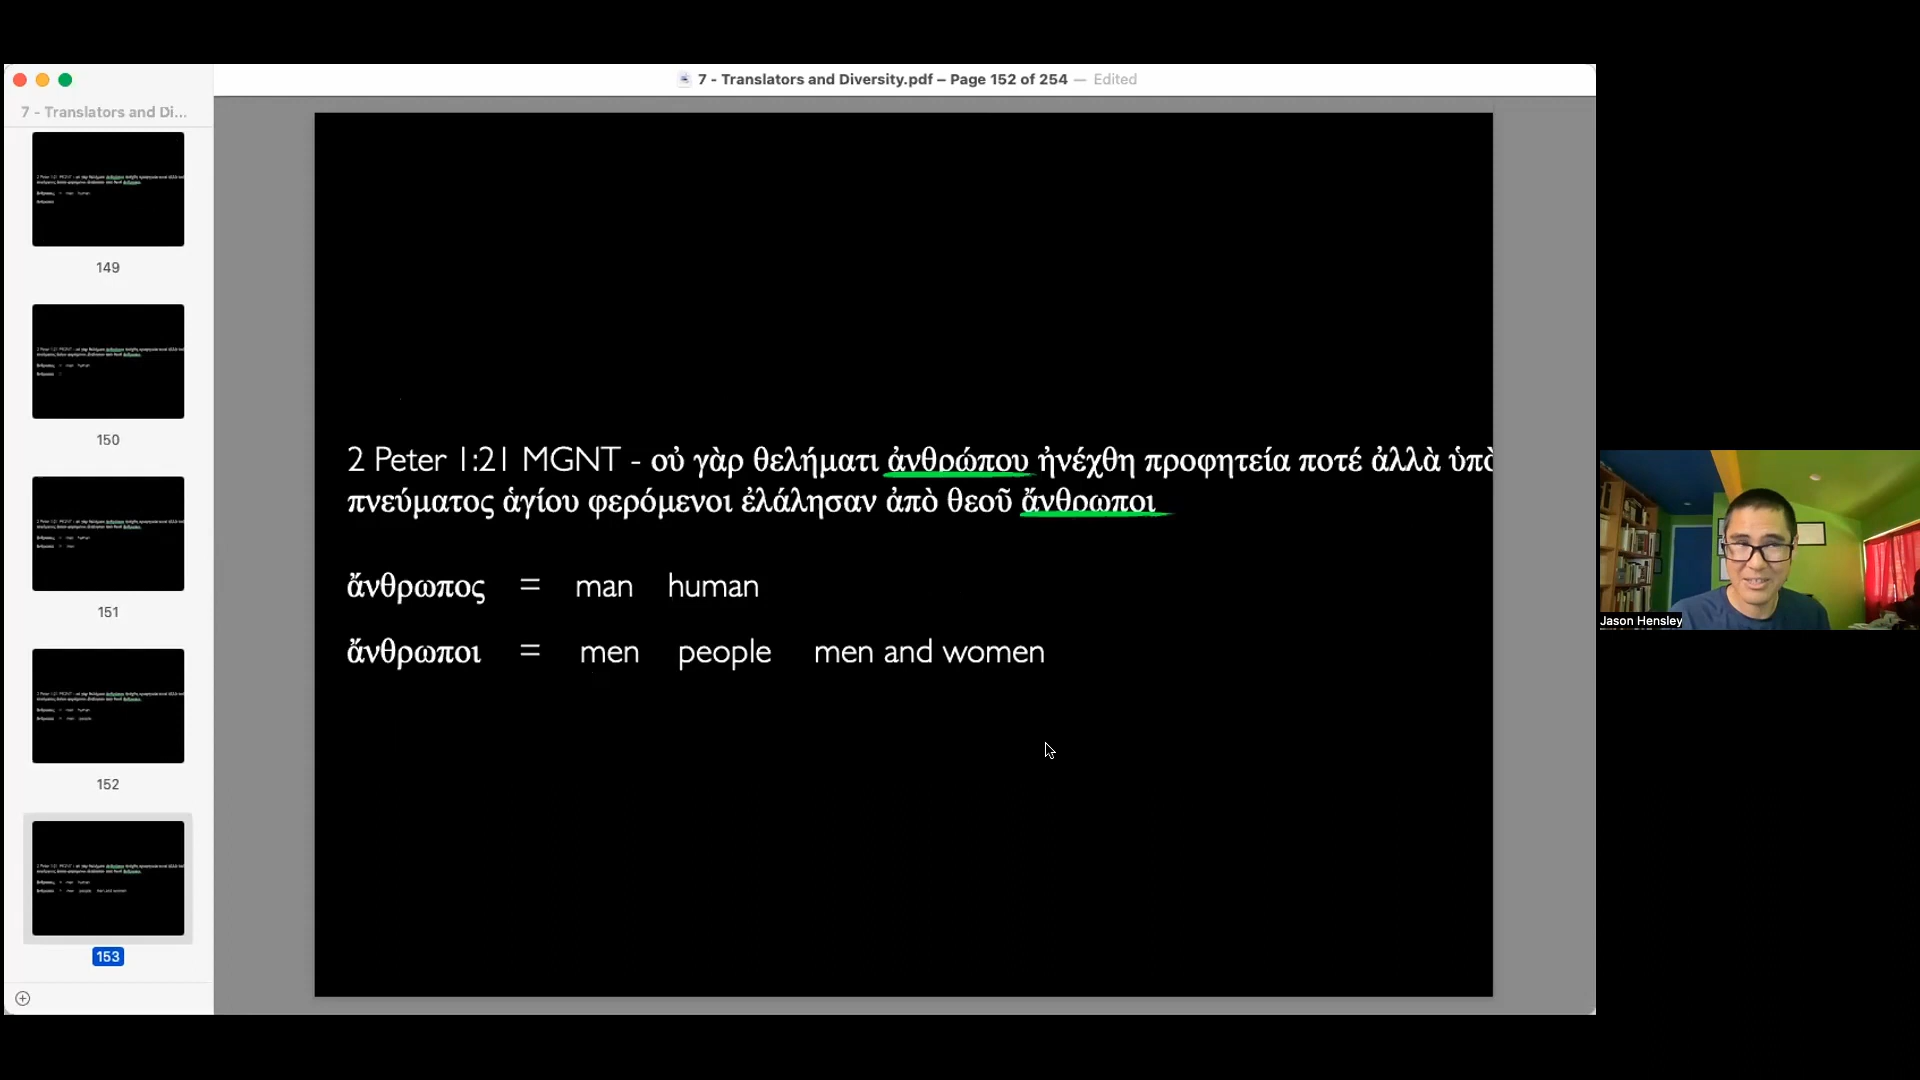 7 - Translators and Diversity.pdf – Page 152 of 254 — Edited
7 - Translators and Di...
149
150
151
152
153
2 Peter 1:21 MGNT - οὐ γὰρ θελήματι ἀνθρώπου ἠνέχθη προφητεία ποτέ ἀλλὰ ὑπὸ
πνεύματος ἁγίου φερόμενοι ἐλάλησαν ἀπὸ θεοῦ ἄνθρωποι
ἄνθρωπος = man human
ἄνθρωποι = men people men and women
Jason Hensley